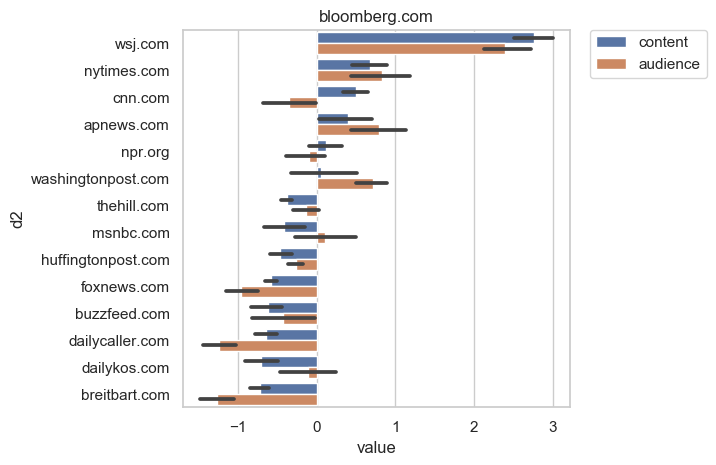 bloomberg.com
content
audience
wsj.com
nytimes.com
cnn.com
apnews.com
npr.org
washingtonpost.com
thehill.com
msnbc.com
huffingtonpost.com
foxnews.com
buzzfeed.com
dailycaller.com
dailykos.com
breitbart.com
d2
−1 0 1 2 3
value